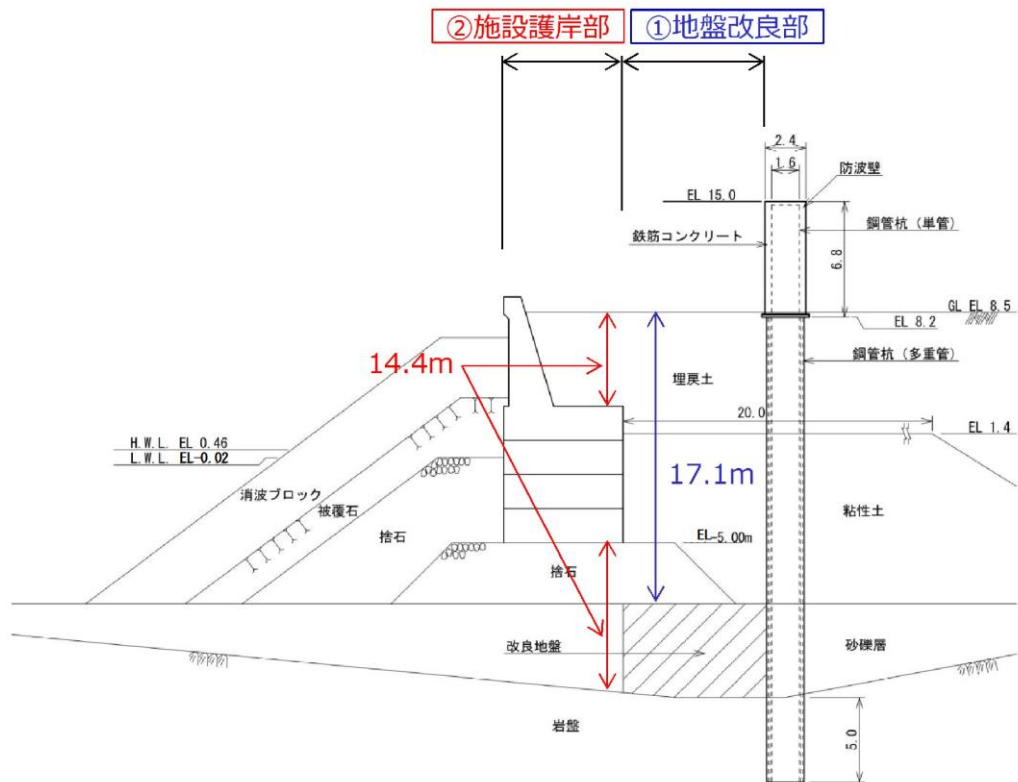 ②施設護岸部
①地盤改良部
2.4
1.6
防波壁
EL 15.0
鋼管杭（単管）
鉄筋コンクリート
6.8
GL EL 8.5
EL 8.2
14.4m
鋼管杭（多重管）
埋戻土
20.0
H.W.L. EL 0.46
L.W.L. EL-0.02
EL 1.4
17.1m
消波ブロック
被覆石
捨石
粘性土
EL-5.00m
捨石
改良地盤
砂礫層
岩盤
5.0